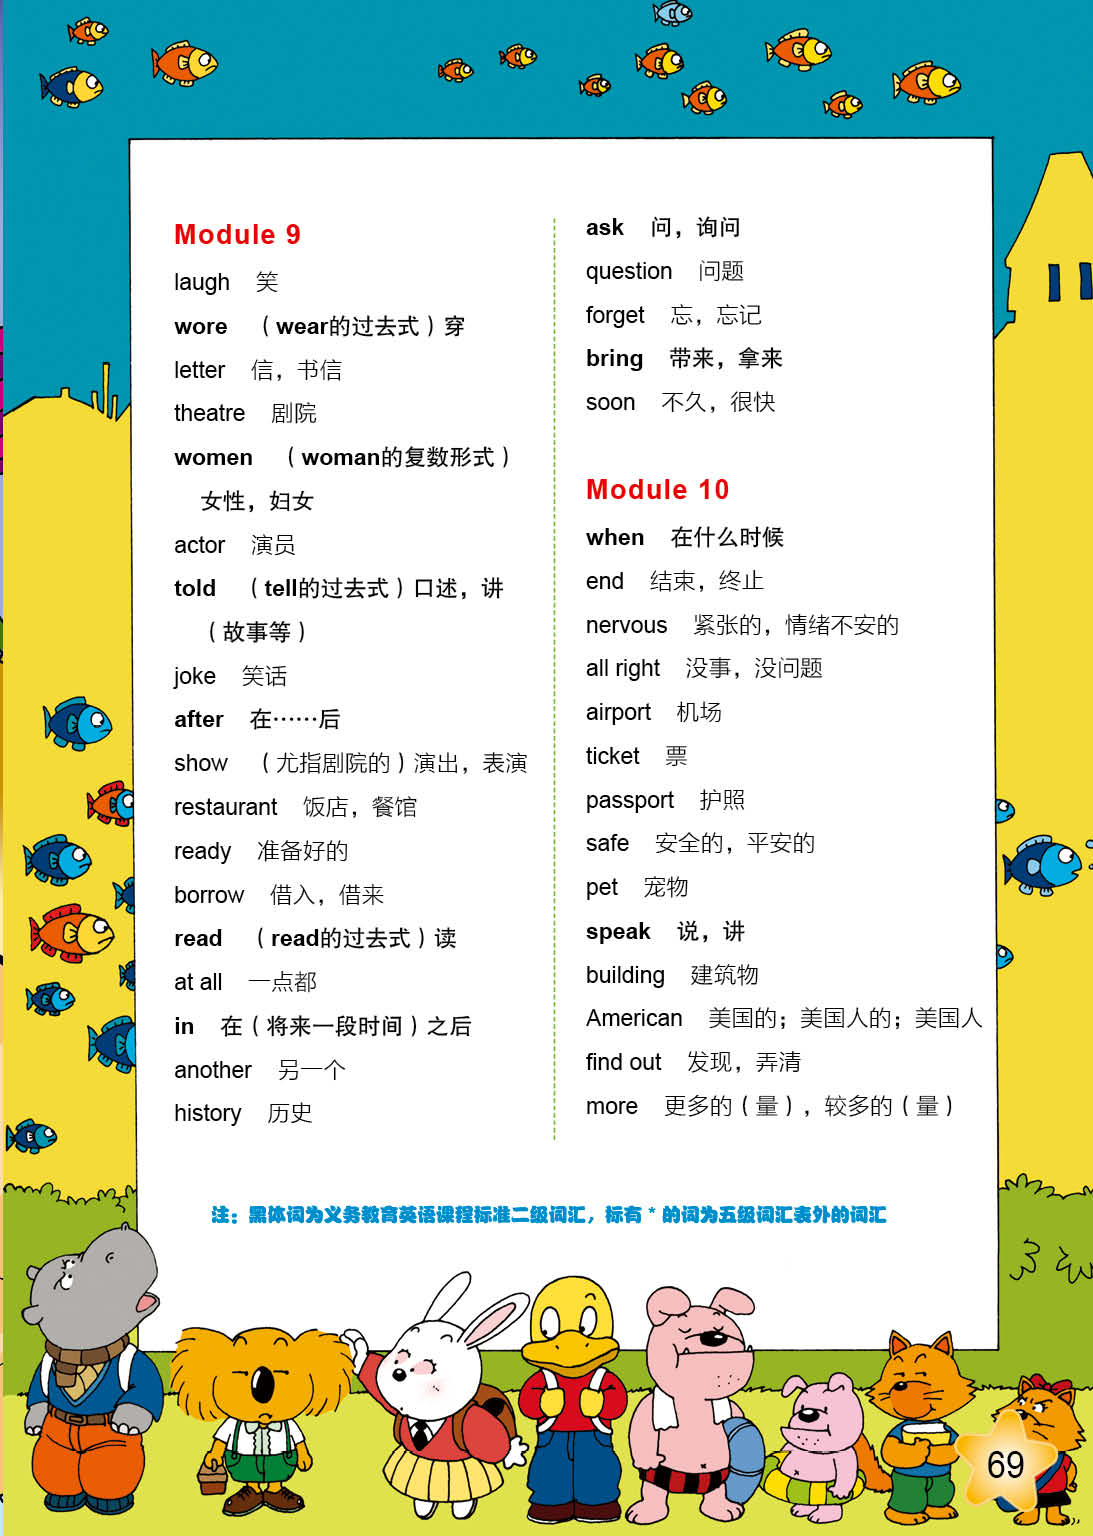 Module 9
laugh 笑
wore （wear的过去式）穿
letter 信，书信
theatre 剧院
women （woman的复数形式）
女性，妇女
actor 演员
told （tell的过去式）口述，讲
（故事等）
joke 笑话
after 在……后
show （尤指剧院的）演出，表演
restaurant 饭店，餐馆
ready 准备好的
borrow 借入，借来
read （read的过去式）读
at all 一点都
in 在（将来一段时间）之后
another 另一个
history 历史
ask 问，询问
question 问题
forget 忘，忘记
bring 带来，拿来
soon 不久，很快
Module 10
when 在什么时候
end 结束，终止
nervous 紧张的，情绪不安的
all right 没事，没问题
airport 机场
ticket 票
passport 护照
safe 安全的，平安的
pet 宠物
speak 说，讲
building 建筑物
American 美国的；美国人的；美国人
find out 发现，弄清
more 更多的（量），较多的（量）
注：黑体词为义务教育英语课程标准二级词汇，标有 * 的词为五级词汇表外的词汇
69